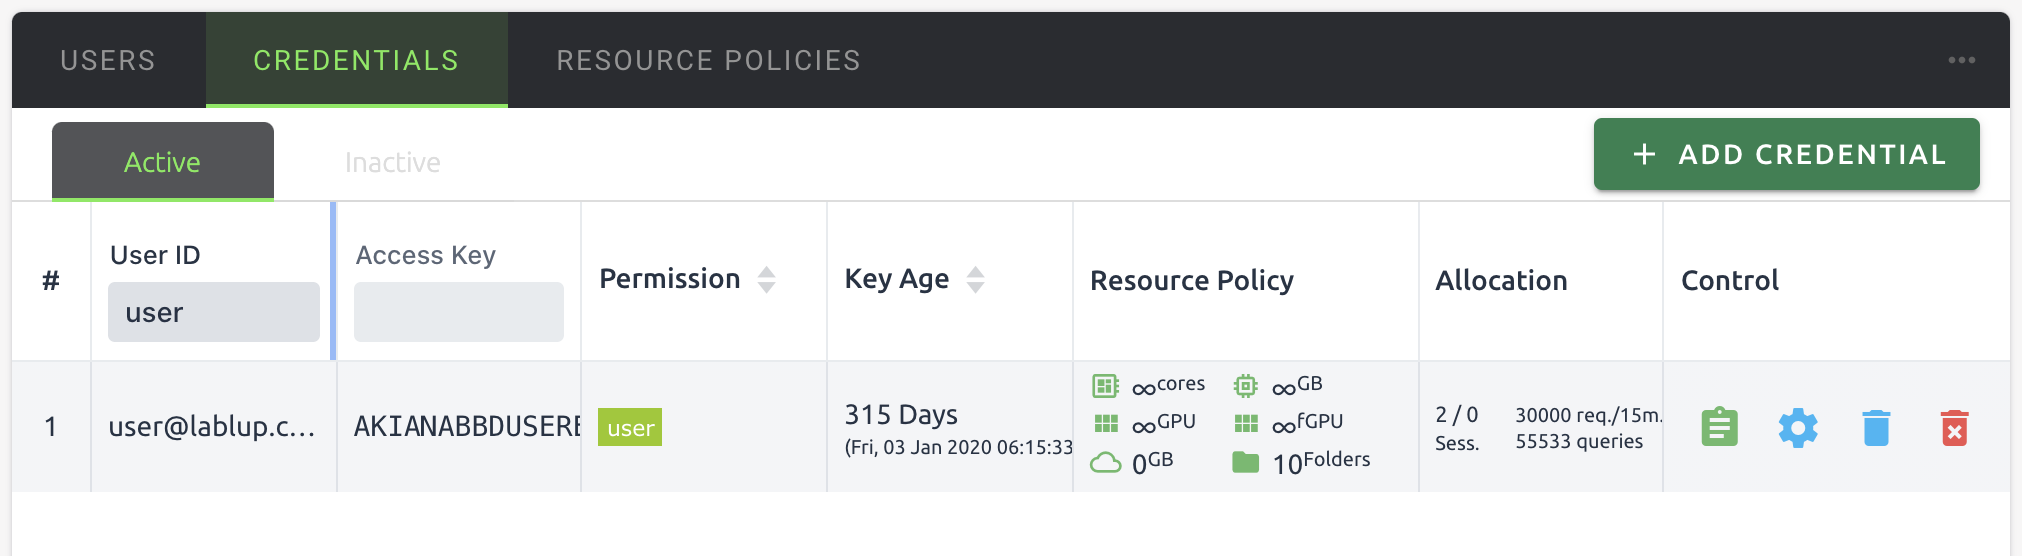 USERS CREDENTIALS RESOURCE POLICIES
Active Inactive + ADD CREDENTIAL
# User ID Access Key Permission Key Age Resource Policy Allocation Control
user
1 user@lablup.c... AKIANABBDUSERE user 315 Days ∞cores ∞GB 2 / 0 30000 req./15m.
(Fri, 03 Jan 2020 06:15:33 ∞GPU ∞fGPU Sess. 55533 queries
0GB 10Folders